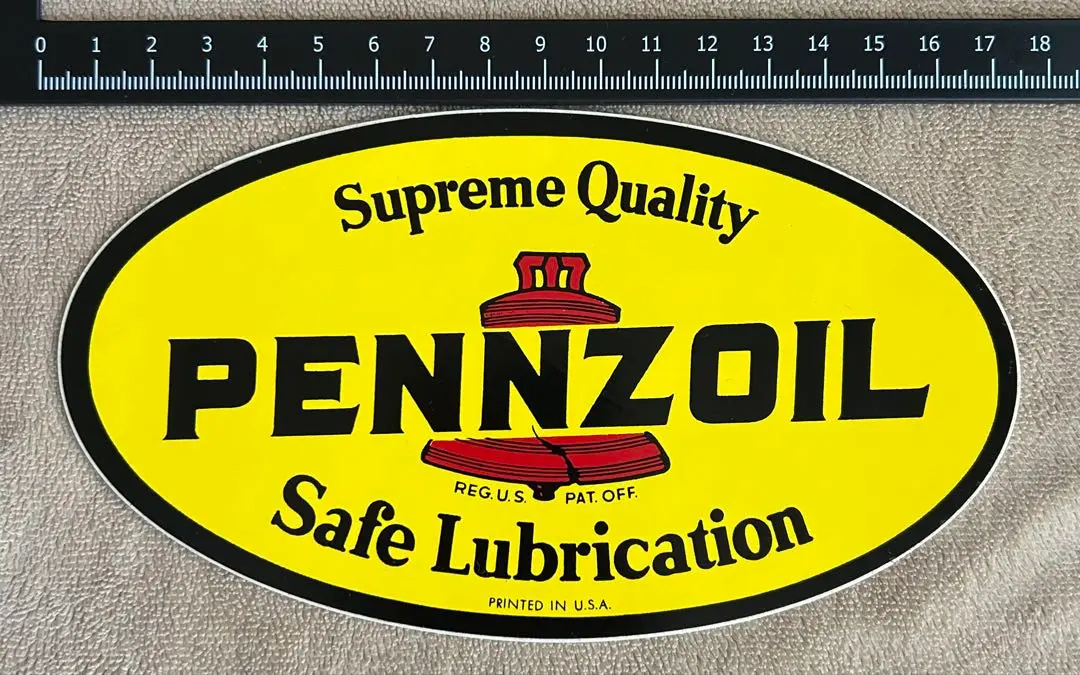 0 1 2 3 4 5 6 7 8 9 10 11 12 13 14 15 16 17 18
Supreme Quality
PENNZOIL
REG. U.S. PAT. OFF.
Safe Lubrication
PRINTED IN U.S.A.